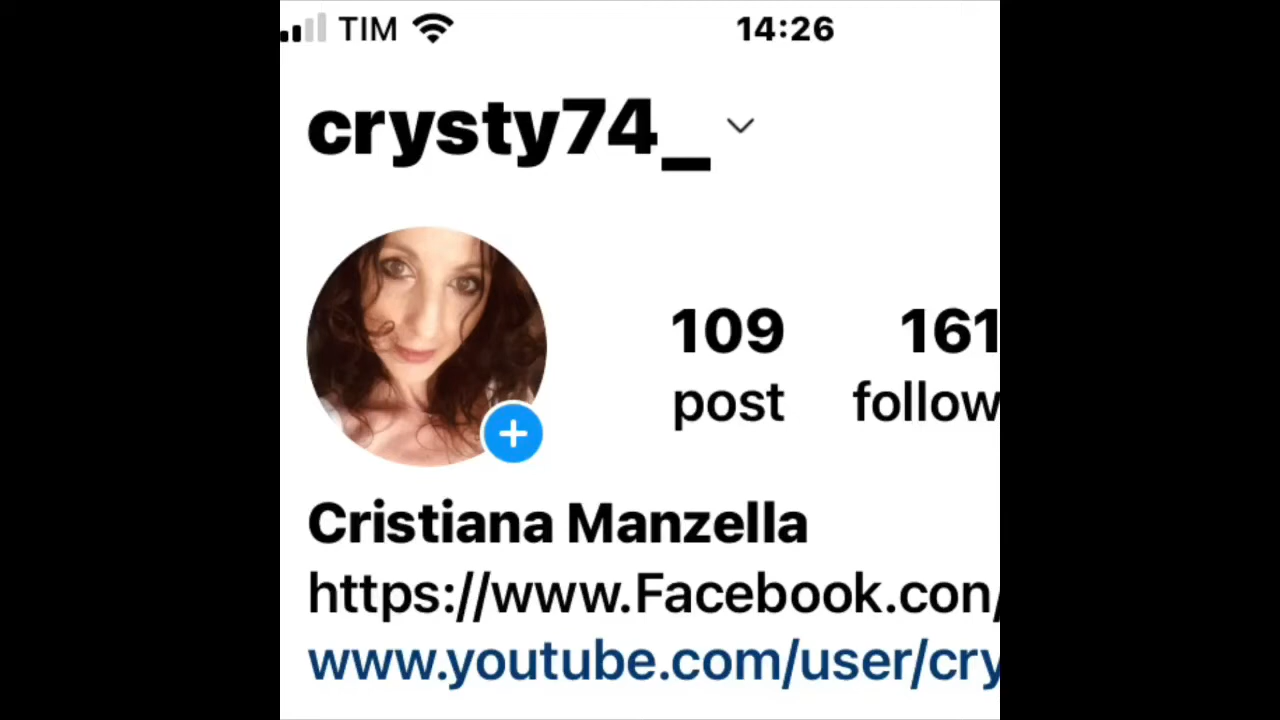 TIM 14:26
crysty74_
109 161
post follow
Cristiana Manzella
https://www.Facebook.con/
www.youtube.com/user/cry